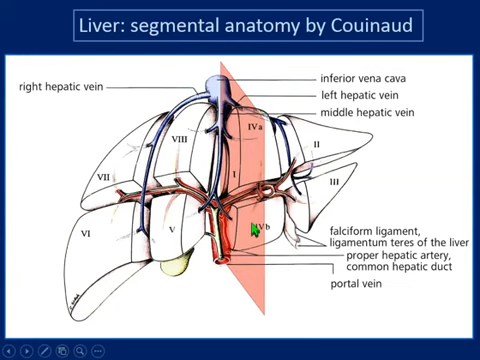 Liver: segmental anatomy by Couinaud
inferior vena cava
right hepatic vein
left hepatic vein
middle hepatic vein
IVa
VIII
II
I
VII
III
VI
V
IVb
falciform ligament,
ligamentum teres of the liver
proper hepatic artery,
common hepatic duct
portal vein